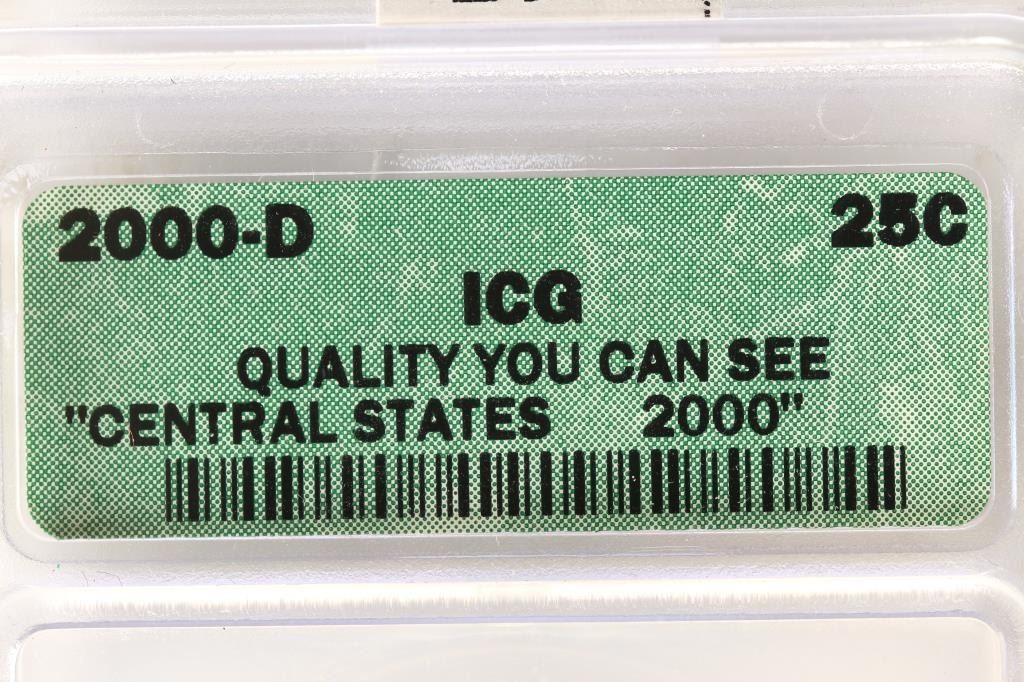 2000-D 25C
ICG
QUALITY YOU CAN SEE
"CENTRAL STATES 2000"